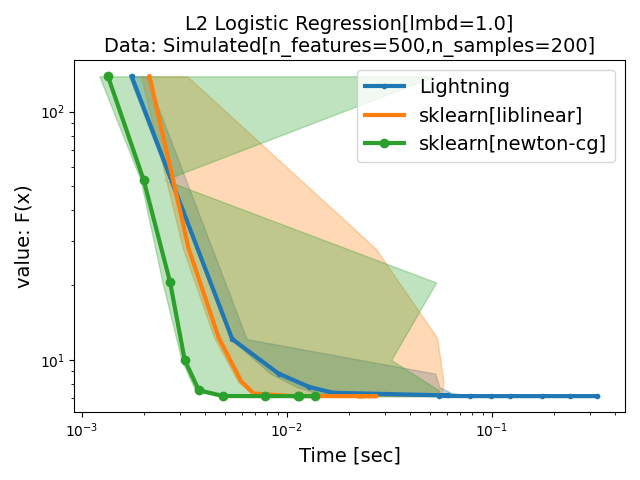 L2 Logistic Regression[lmbd=1.0]
Data: Simulated[n_features=500,n_samples=200]
Lightning
sklearn[liblinear]
sklearn[newton-cg]
value: F(x)
10²
10¹
10⁻³
10⁻²
10⁻¹
Time [sec]